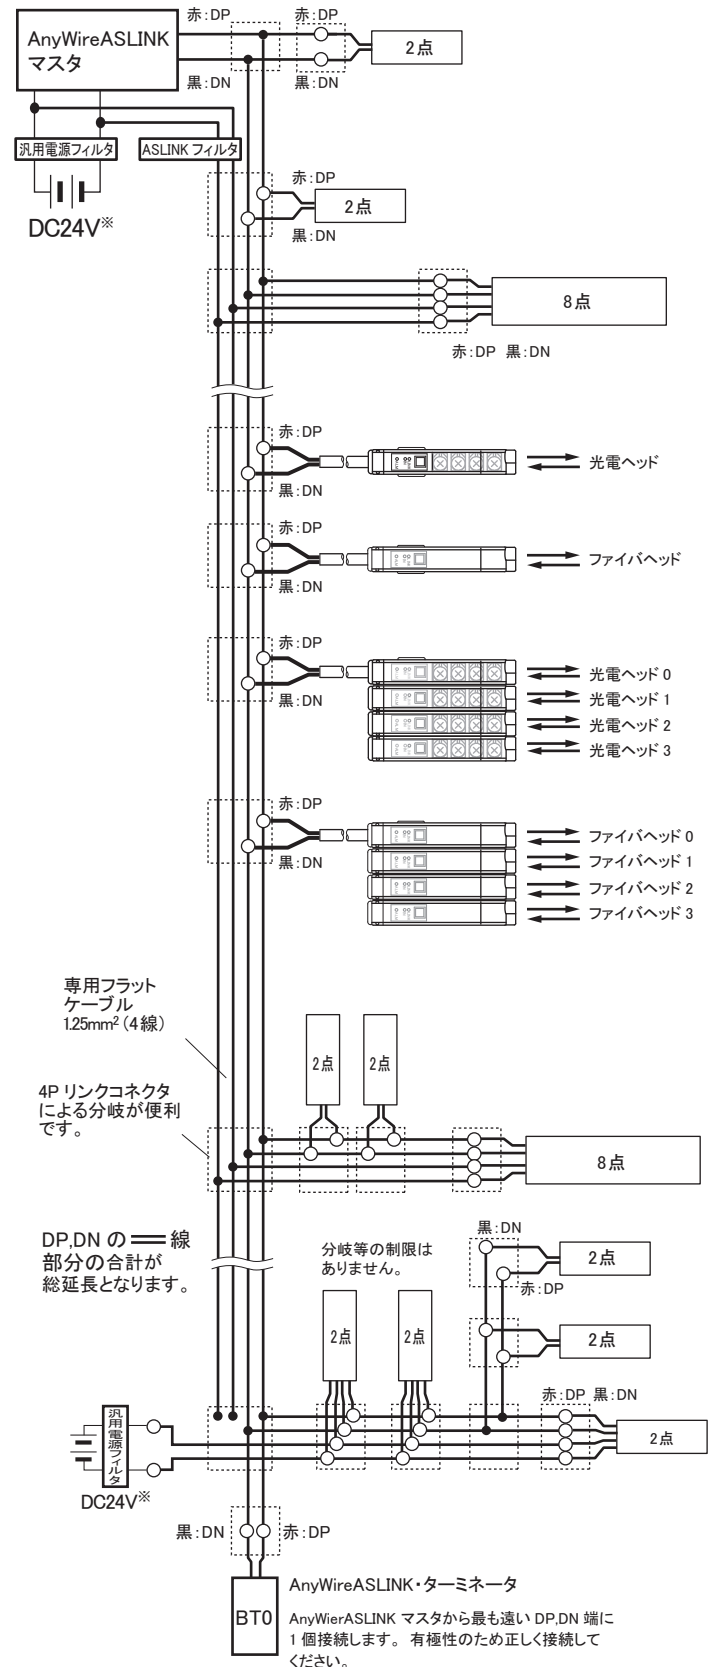 赤:DP
赤:DP
AnyWireASLINK
マスタ
2点
黒:DN
黒:DN
汎用電源フィルタ
ASLINK フィルタ
DC24V※
赤:DP
2点
黒:DN
8点
赤:DP 黒:DN
赤:DP
光電ヘッド
黒:DN
赤:DP
ファイバヘッド
黒:DN
赤:DP
光電ヘッド 0
黒:DN
光電ヘッド 1
光電ヘッド 2
光電ヘッド 3
赤:DP
ファイバヘッド 0
黒:DN
ファイバヘッド 1
ファイバヘッド 2
ファイバヘッド 3
専用フラット
ケーブル
1.25mm²(4線)
2点
2点
4P リンクコネクタ
による分岐が便利
です。
8点
DP,DN の 線
部分の合計が
総延長となります。
分岐等の制限は
ありません。
黒:DN
2点
赤:DP
2点
2点
2点
赤:DP 黒:DN
2点
汎用電源フィルタ
DC24V※
黒:DN
赤:DP
BT0
AnyWireASLINK・ターミネータ
AnyWierASLINK マスタから最も遠い DP,DN 端に
1 個接続します。 有極性のため正しく接続して
ください。